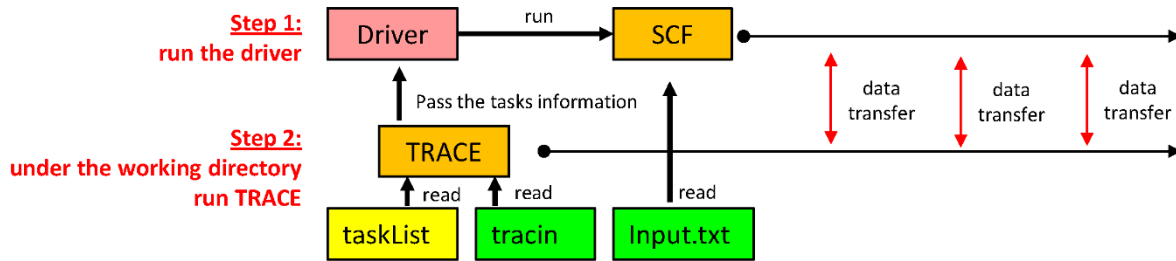 Step 1:
run the driver
Driver
run
SCF
data
transfer
data
transfer
data
transfer
Pass the tasks information
Step 2:
under the working directory
run TRACE
TRACE
read
read
read
taskList
tracin
Input.txt